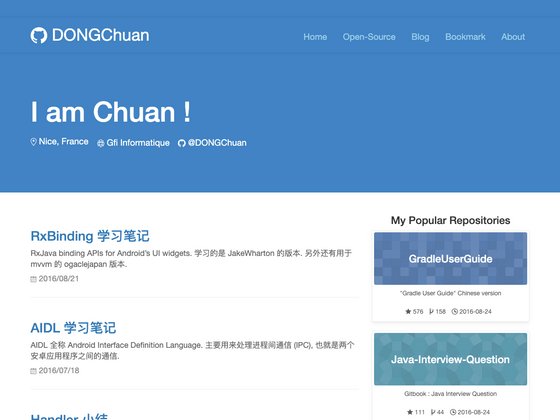 DONGChuan
Home Open-Source Blog Bookmark About
I am Chuan !
Nice, France Gfi Informatique @DONGChuan
RxBinding 学习笔记
RxJava binding APIs for Android's UI widgets. 学习的是 JakeWharton 的版本. 另外还有用于
mvvm 的 ogaclejapan 版本.
2016/08/21
AIDL 学习笔记
AIDL 全称 Android Interface Definition Language. 主要用来处理进程间通信 (IPC), 也就是两个
安卓应用程序之间的通信.
2016/07/18
Handler 小结
My Popular Repositories
GradleUserGuide
"Gradle User Guide" Chinese version
576 158 2016-08-24
Java-Interview-Question
Gitbook : Java Interview Question
111 44 2016-08-24